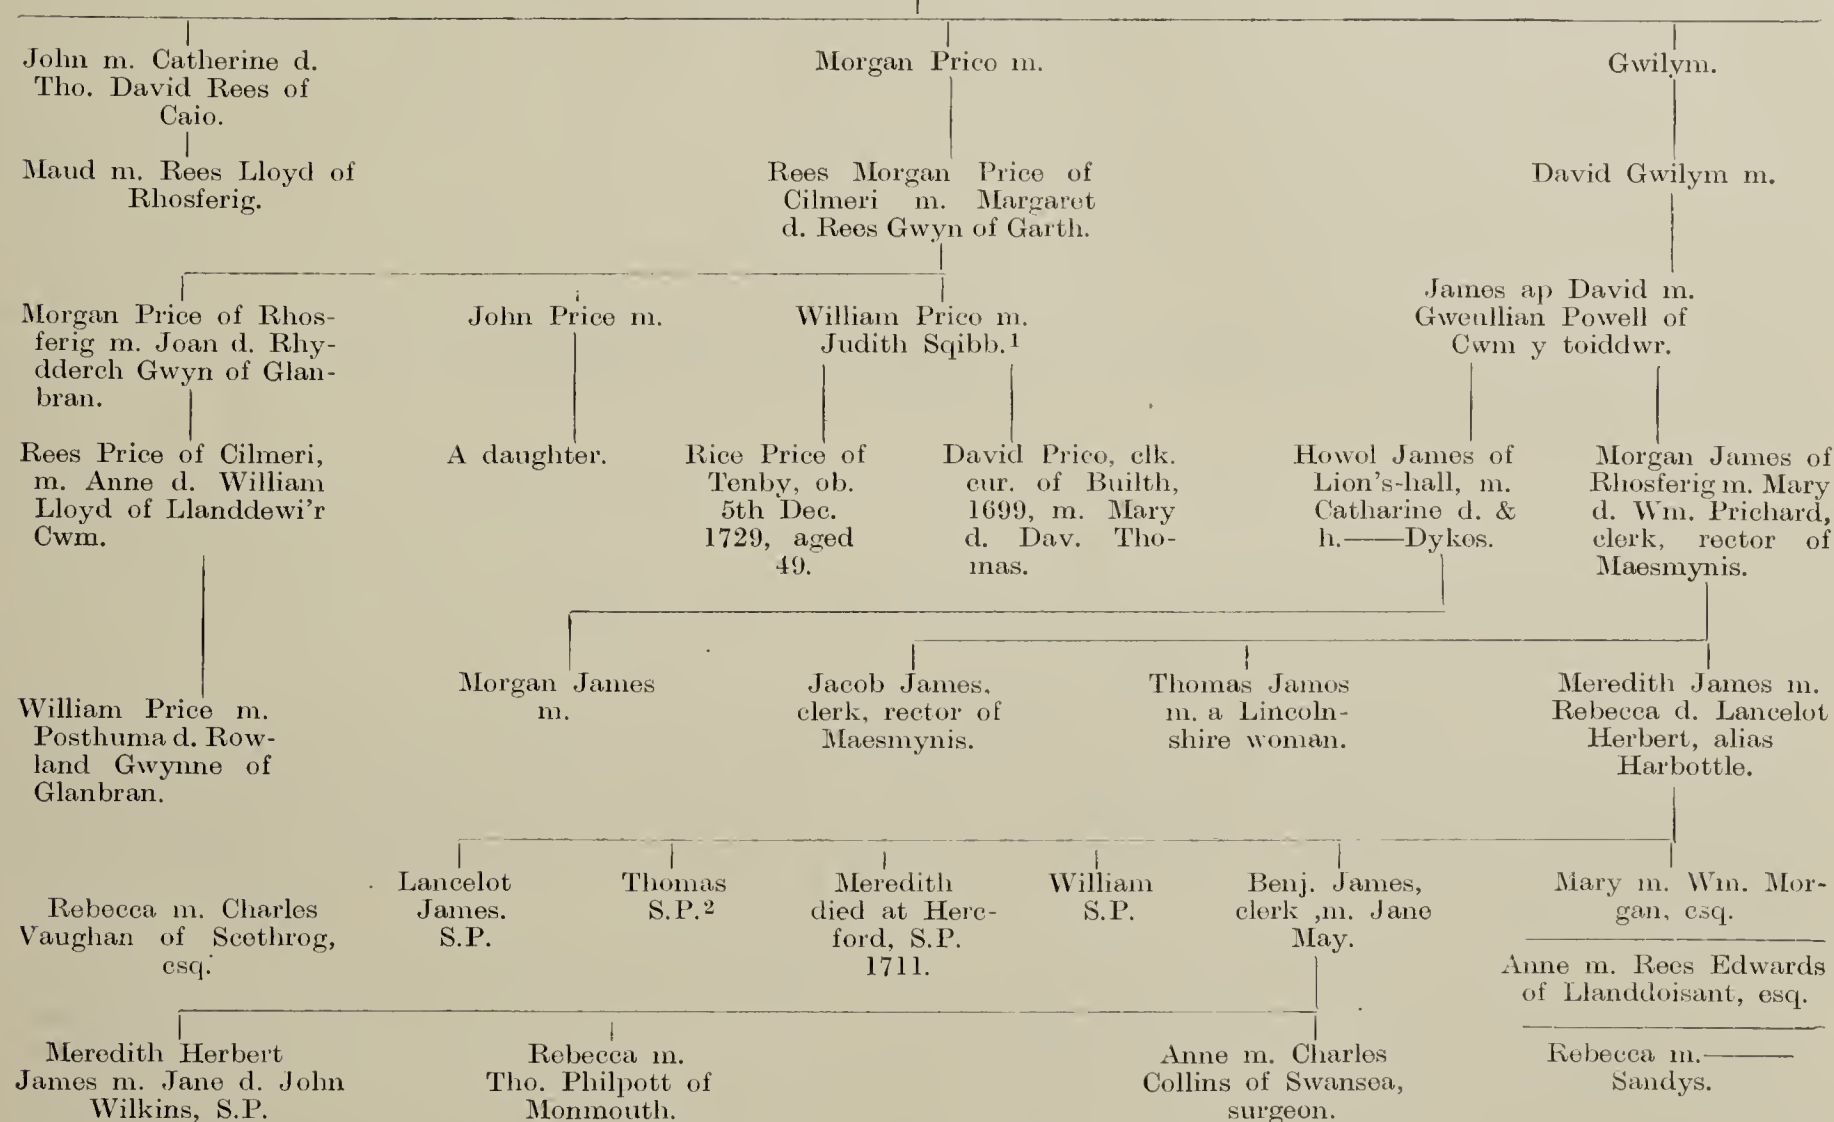 John m. Catherine d.
Tho. David Rees of
Caio.
Morgan Prico m.
Gwilym.
Maud m. Rees Lloyd of
Rhosferig.
Rees Morgan Price of
Cilmeri m. Margaret
d. Rees Gwyn of Garth.
David Gwilym m.
Morgan Price of Rhos-
ferig m. Joan d. Rhy-
dderch Gwyn of Glan-
bran.
John Price m.
William Prico m.
Judith Sqibb.¹
James ap David m.
Gwenllian Powell of
Cwm y toiddwr.
Rees Price of Cilmeri,
m. Anne d. William
Lloyd of Llanddewi'r
Cwm.
A daughter.
Rice Price of
Tenby, ob.
5th Dec.
1729, aged
49.
David Prico, clk.
cur. of Builth,
1699, m. Mary
d. Dav. Tho-
mas.
Howol James of
Lion's-hall, m.
Catharine d. &
h.——Dykos.
Morgan James of
Rhosferig m. Mary
d. Wm. Prichard,
clerk, rector of
Maesmynis.
William Price m.
Posthuma d. Row-
land Gwynne of
Glanbran.
Morgan James
m.
Jacob James,
clerk, rector of
Maesmynis.
Thomas Jamos
m. a Lincoln-
shire woman.
Meredith James m.
Rebecca d. Lancelot
Herbert, alias
Harbottle.
Rebecca m. Charles
Vaughan of Scethrog,
esq.
Lancelot
James.
S.P.
Thomas
S.P.²
Meredith
died at Herc-
ford, S.P.
1711.
William
S.P.
Benj. James,
clerk ,m. Jane
May.
Mary m. Wm. Mor-
gan, esq.
Anne m. Rees Edwards
of Llanddoisant, esq.
Rebecca m.——
Sandys.
Meredith Herbert
James m. Jane d. John
Wilkins, S.P.
Rebecca m.
Tho. Philpott of
Monmouth.
Anne m. Charles
Collins of Swansea,
surgeon.